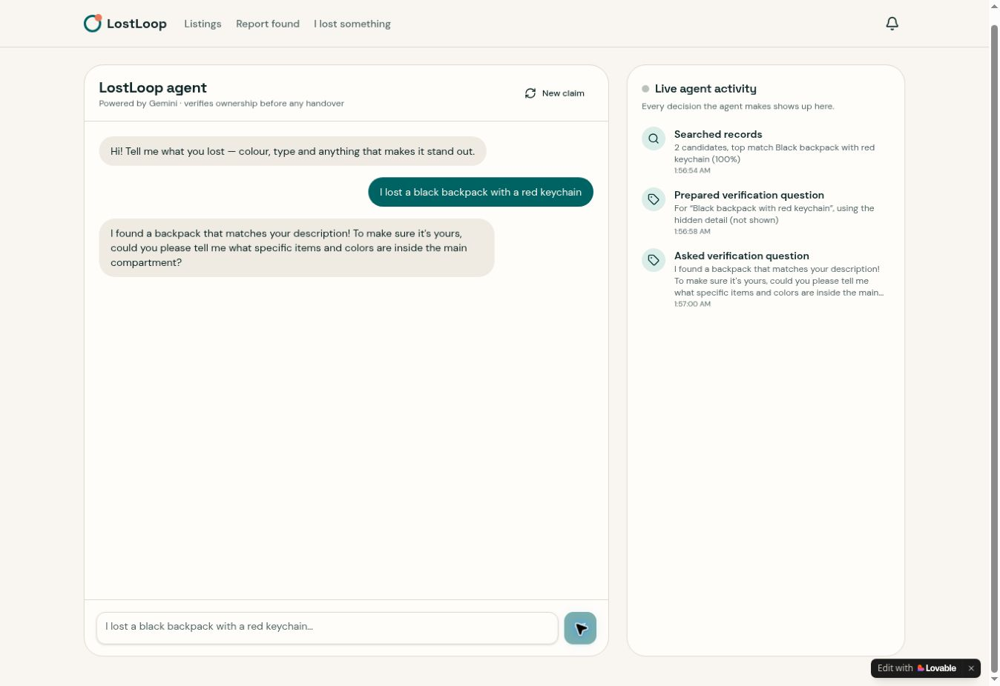 LostLoop
Listings
Report found
I lost something
LostLoop agent
Powered by Gemini · verifies ownership before any handover
New claim
Hi! Tell me what you lost — colour, type and anything that makes it stand out.
I lost a black backpack with a red keychain
I found a backpack that matches your description! To make sure it's yours,
could you please tell me what specific items and colors are inside the main
compartment?
I lost a black backpack with a red keychain...
Live agent activity
Every decision the agent makes shows up here.
Searched records
2 candidates, top match Black backpack with red
keychain (100%)
1:56:54 AM
Prepared verification question
For “Black backpack with red keychain”, using the
hidden detail (not shown)
1:56:58 AM
Asked verification question
I found a backpack that matches your description!
To make sure it's yours, could you please tell me
what specific items and colors are inside the main...
1:57:00 AM
Edit with Lovable ×